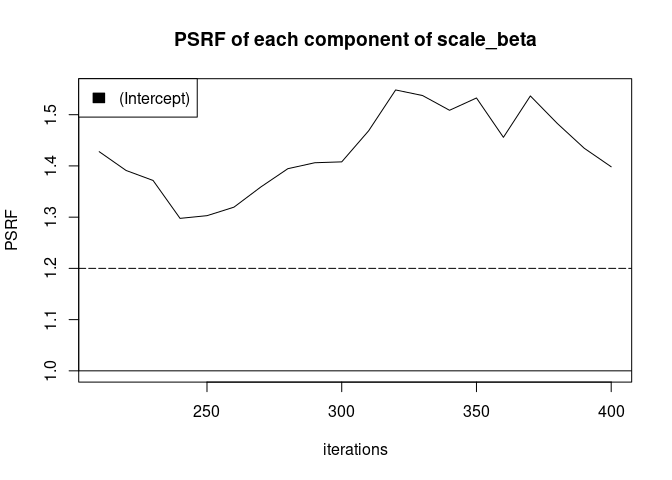 PSRF of each component of scale_beta
(Intercept)
PSRF
1.5
1.4
1.3
1.2
1.1
1.0
250 300 350 400
iterations